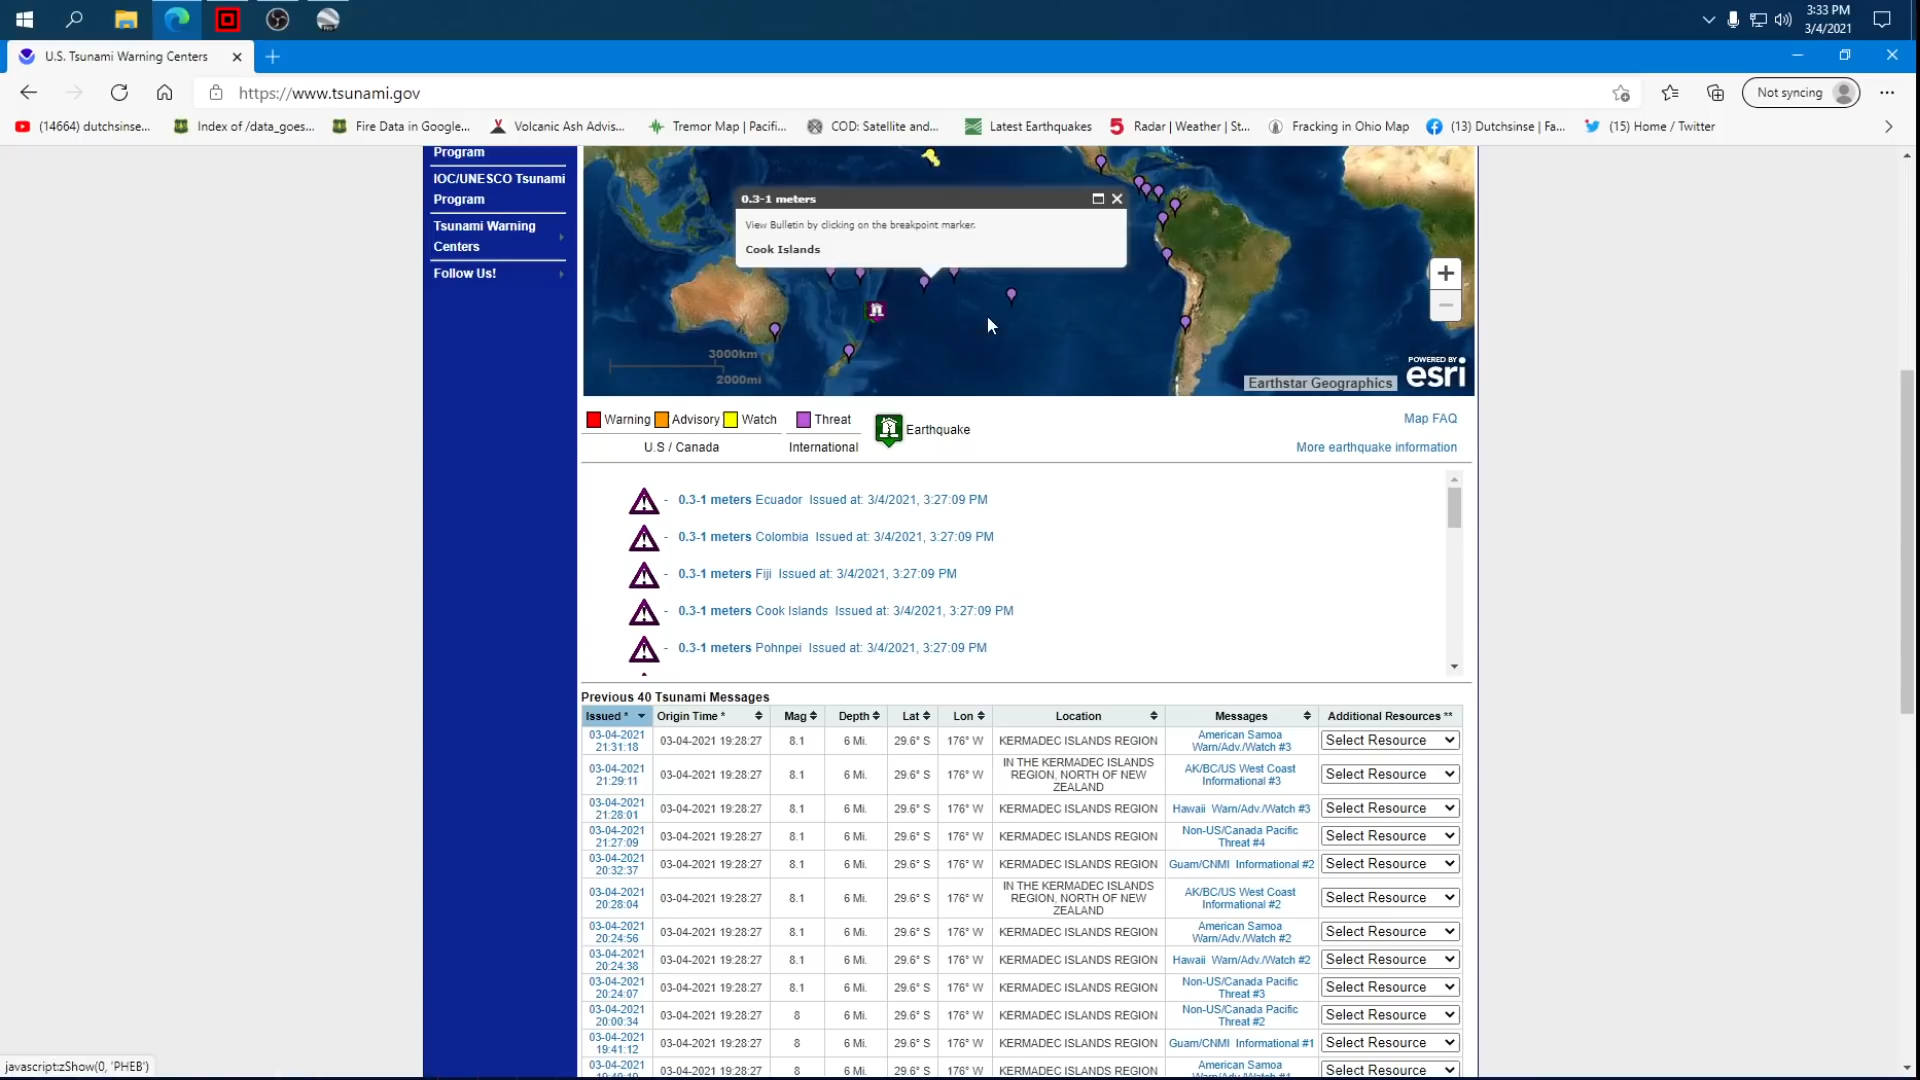 3:33 PM
3/4/2021
U.S. Tsunami Warning Centers
https://www.tsunami.gov
Not syncing
(14664) dutchsinse...
Index of /data_goes...
Fire Data in Google...
Volcanic Ash Advis...
Tremor Map | Pacifi...
COD: Satellite and...
Latest Earthquakes
5
Radar | Weather | St...
Fracking in Ohio Map
(13) Dutchsinse | Fa...
(15) Home / Twitter
Program
IOC/UNESCO Tsunami
Program
Tsunami Warning
Centers
Follow Us!
0.3-1 meters
View Bulletin by clicking on the breakpoint marker.
Cook Islands
3000km
2000mi
Earthstar Geographics
POWERED BY
esri
Warning Advisory Watch Threat Earthquake
U.S / Canada International
Map FAQ
More earthquake information
- 0.3-1 meters Ecuador Issued at: 3/4/2021, 3:27:09 PM
- 0.3-1 meters Colombia Issued at: 3/4/2021, 3:27:09 PM
- 0.3-1 meters Fiji Issued at: 3/4/2021, 3:27:09 PM
- 0.3-1 meters Cook Islands Issued at: 3/4/2021, 3:27:09 PM
- 0.3-1 meters Pohnpei Issued at: 3/4/2021, 3:27:09 PM
Previous 40 Tsunami Messages
Issued * Origin Time * Mag Depth Lat Lon Location Messages Additional Resources **
03-04-2021 21:31:18 03-04-2021 19:28:27 8.1 6 Mi. 29.6° S 176° W KERMADEC ISLANDS REGION American Samoa Warn/Adv./Watch #3 Select Resource
03-04-2021 21:29:11 03-04-2021 19:28:27 8.1 6 Mi. 29.6° S 176° W IN THE KERMADEC ISLANDS REGION, NORTH OF NEW ZEALAND AK/BC/US West Coast Informational #3 Select Resource
03-04-2021 21:28:01 03-04-2021 19:28:27 8.1 6 Mi. 29.6° S 176° W KERMADEC ISLANDS REGION Hawaii Warn/Adv./Watch #3 Select Resource
03-04-2021 21:27:09 03-04-2021 19:28:27 8.1 6 Mi. 29.6° S 176° W KERMADEC ISLANDS REGION Non-US/Canada Pacific Threat #4 Select Resource
03-04-2021 20:32:37 03-04-2021 19:28:27 8.1 6 Mi. 29.6° S 176° W KERMADEC ISLANDS REGION Guam/CNMI Informational #2 Select Resource
03-04-2021 20:28:04 03-04-2021 19:28:27 8.1 6 Mi. 29.6° S 176° W IN THE KERMADEC ISLANDS REGION, NORTH OF NEW ZEALAND AK/BC/US West Coast Informational #2 Select Resource
03-04-2021 20:24:56 03-04-2021 19:28:27 8.1 6 Mi. 29.6° S 176° W KERMADEC ISLANDS REGION American Samoa Warn/Adv./Watch #2 Select Resource
03-04-2021 20:24:38 03-04-2021 19:28:27 8.1 6 Mi. 29.6° S 176° W KERMADEC ISLANDS REGION Hawaii Warn/Adv./Watch #2 Select Resource
03-04-2021 20:24:07 03-04-2021 19:28:27 8.1 6 Mi. 29.6° S 176° W KERMADEC ISLANDS REGION Non-US/Canada Pacific Threat #3 Select Resource
03-04-2021 20:00:34 03-04-2021 19:28:27 8 6 Mi. 29.6° S 176° W KERMADEC ISLANDS REGION Non-US/Canada Pacific Threat #2 Select Resource
03-04-2021 19:41:12 03-04-2021 19:28:27 8 6 Mi. 29.6° S 176° W KERMADEC ISLANDS REGION Guam/CNMI Informational #1 Select Resource
03-04-2021 03-04-2021 19:28:27 8 6 Mi. 29.6° S 176° W KERMADEC ISLANDS REGION American Samoa Select Resource
javascript:zShow(0, 'PHEB')